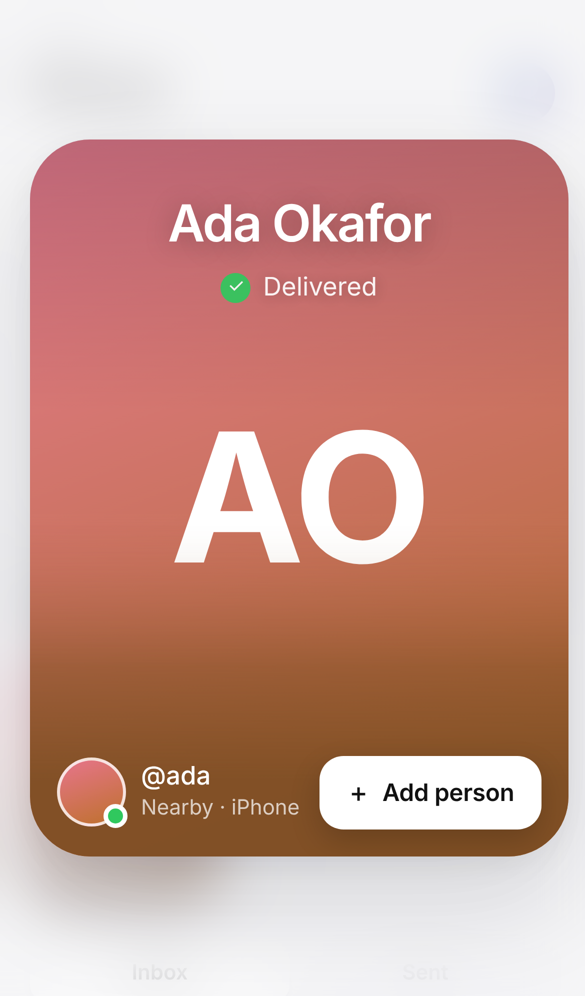 Ada Okafor
Delivered
AO
@ada
Nearby · iPhone
+ Add person
Inbox
Sent